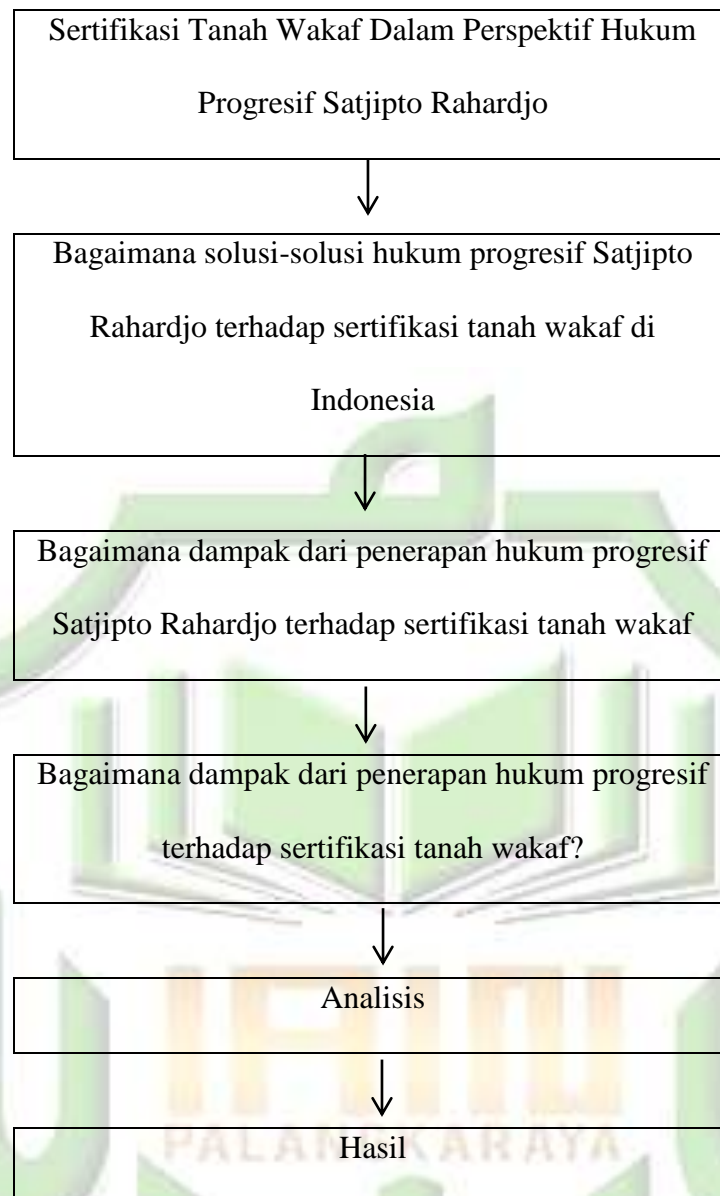 Sertifikasi Tanah Wakaf Dalam Perspektif Hukum
Progresif Satjipto Rahardjo
Bagaimana solusi-solusi hukum progresif Satjipto
Rahardjo terhadap sertifikasi tanah wakaf di
Indonesia
Bagaimana dampak dari penerapan hukum progresif
Satjipto Rahardjo terhadap sertifikasi tanah wakaf
Bagaimana dampak dari penerapan hukum progresif
terhadap sertifikasi tanah wakaf?
Analisis
IAIN
PALANGKARAYA
Hasil